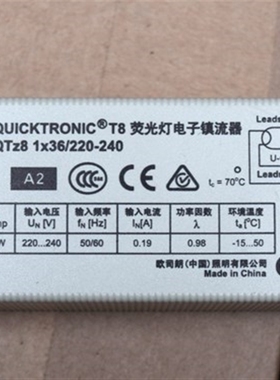 QUICKTRONIC® T8 荧光灯电子镇流器
QTz8 1x36/220-240
Leads
U-
Leads
A2
tc = 70°C
输入电压 输入频率 输入电流 功率因数 环境温度
mp UN [V] fN [Hz] IN[A] λ ta [°C]
W 220...240 50/60 0.19 0.98 -15...50
欧司朗(中国)照明有限公司
Made in China